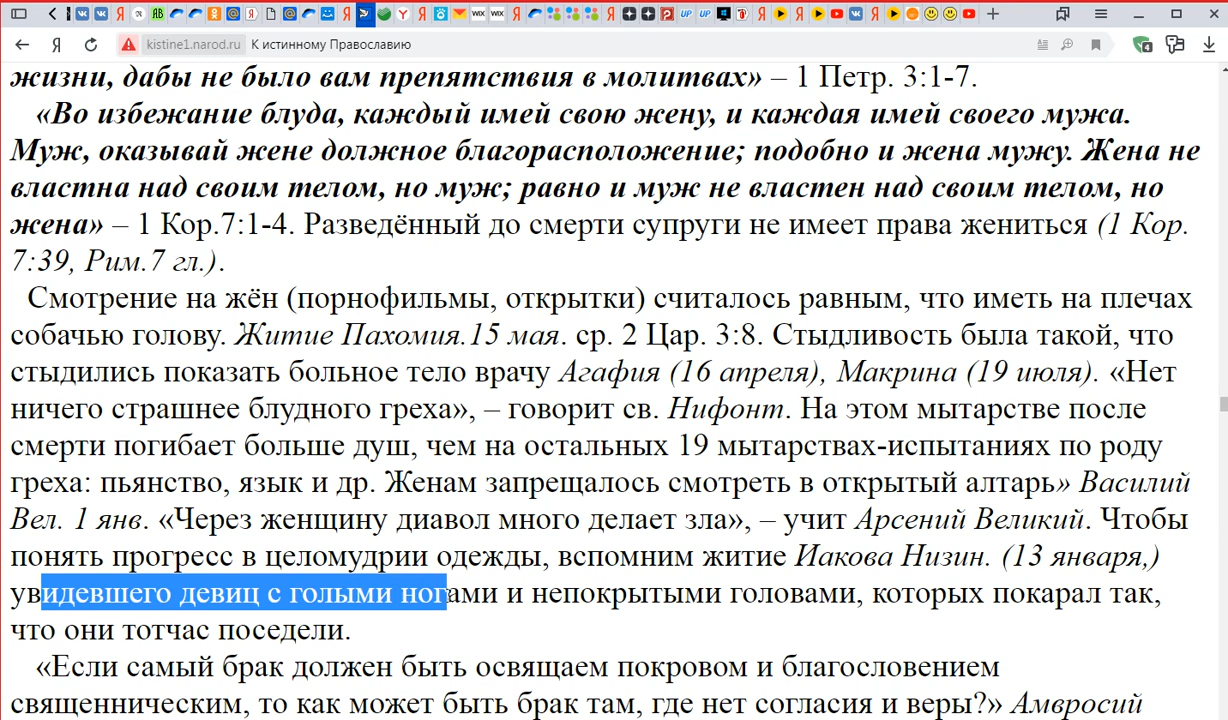 kistine1.narod.ru К истинному Православию
жизни, дабы не было вам препятствия в молитвах» – 1 Петр. 3:1-7.
«Во избежание блуда, каждый имей свою жену, и каждая имей своего мужа.
Муж, оказывай жене должное благорасположение; подобно и жена мужу. Жена не
властна над своим телом, но муж; равно и муж не властен над своим телом, но
жена» – 1 Кор.7:1-4. Разведённый до смерти супруги не имеет права жениться (1 Кор.
7:39, Рим.7 гл.).
Смотрение на жён (порнофильмы, открытки) считалось равным, что иметь на плечах
собачью голову. Житие Пахомия.15 мая. ср. 2 Цар. 3:8. Стыдливость была такой, что
стыдились показать больное тело врачу Агафия (16 апреля), Макрина (19 июля). «Нет
ничего страшнее блудного греха», – говорит св. Нифонт. На этом мытарстве после
смерти погибает больше душ, чем на остальных 19 мытарствах-испытаниях по роду
греха: пьянство, язык и др. Женам запрещалось смотреть в открытый алтарь» Василий
Вел. 1 янв. «Через женщину диавол много делает зла», – учит Арсений Великий. Чтобы
понять прогресс в целомудрии одежды, вспомним житие Иакова Низин. (13 января,)
увидевшего девиц с голыми ногами и непокрытыми головами, которых покарал так,
что они тотчас поседели.
«Если самый брак должен быть освящаем покровом и благословением
священническим, то как может быть брак там, где нет согласия и веры?» Амвросий